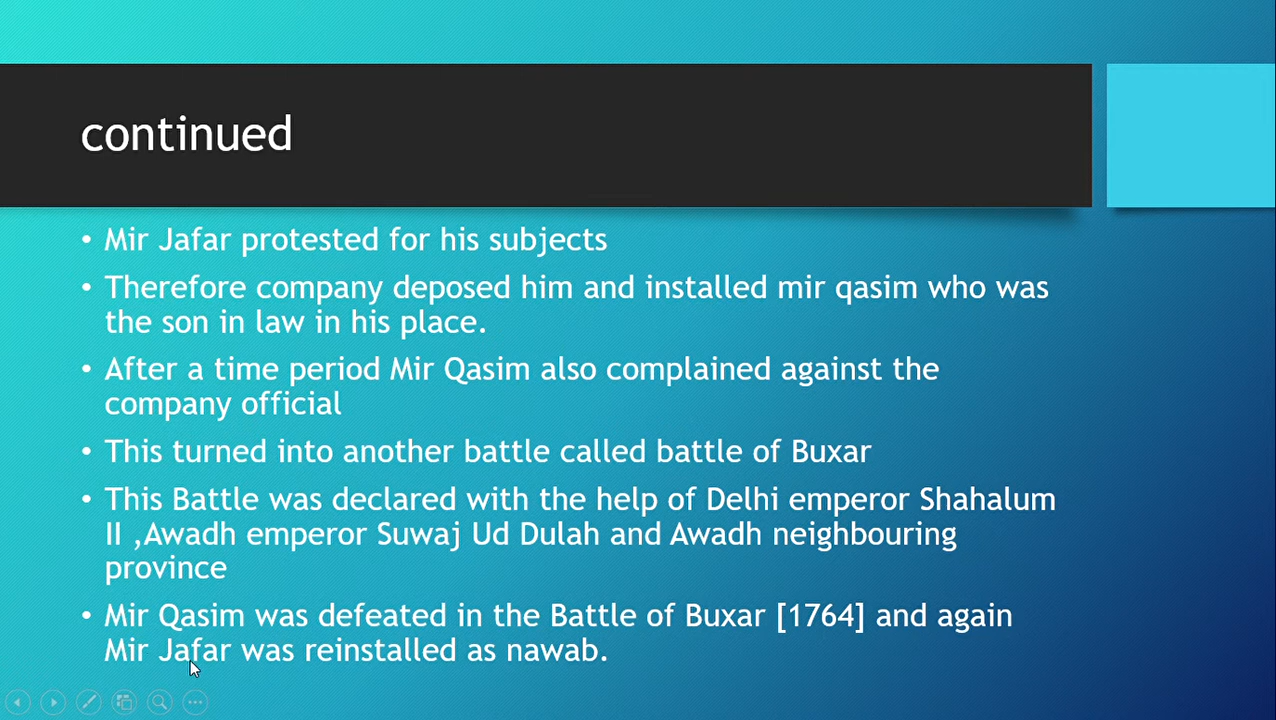 continued
• Mir Jafar protested for his subjects
• Therefore company deposed him and installed mir qasim who was
the son in law in his place.
• After a time period Mir Qasim also complained against the
company official
• This turned into another battle called battle of Buxar
• This Battle was declared with the help of Delhi emperor Shahalum
II ,Awadh emperor Suwaj Ud Dulah and Awadh neighbouring
province
• Mir Qasim was defeated in the Battle of Buxar [1764] and again
Mir Jafar was reinstalled as nawab.